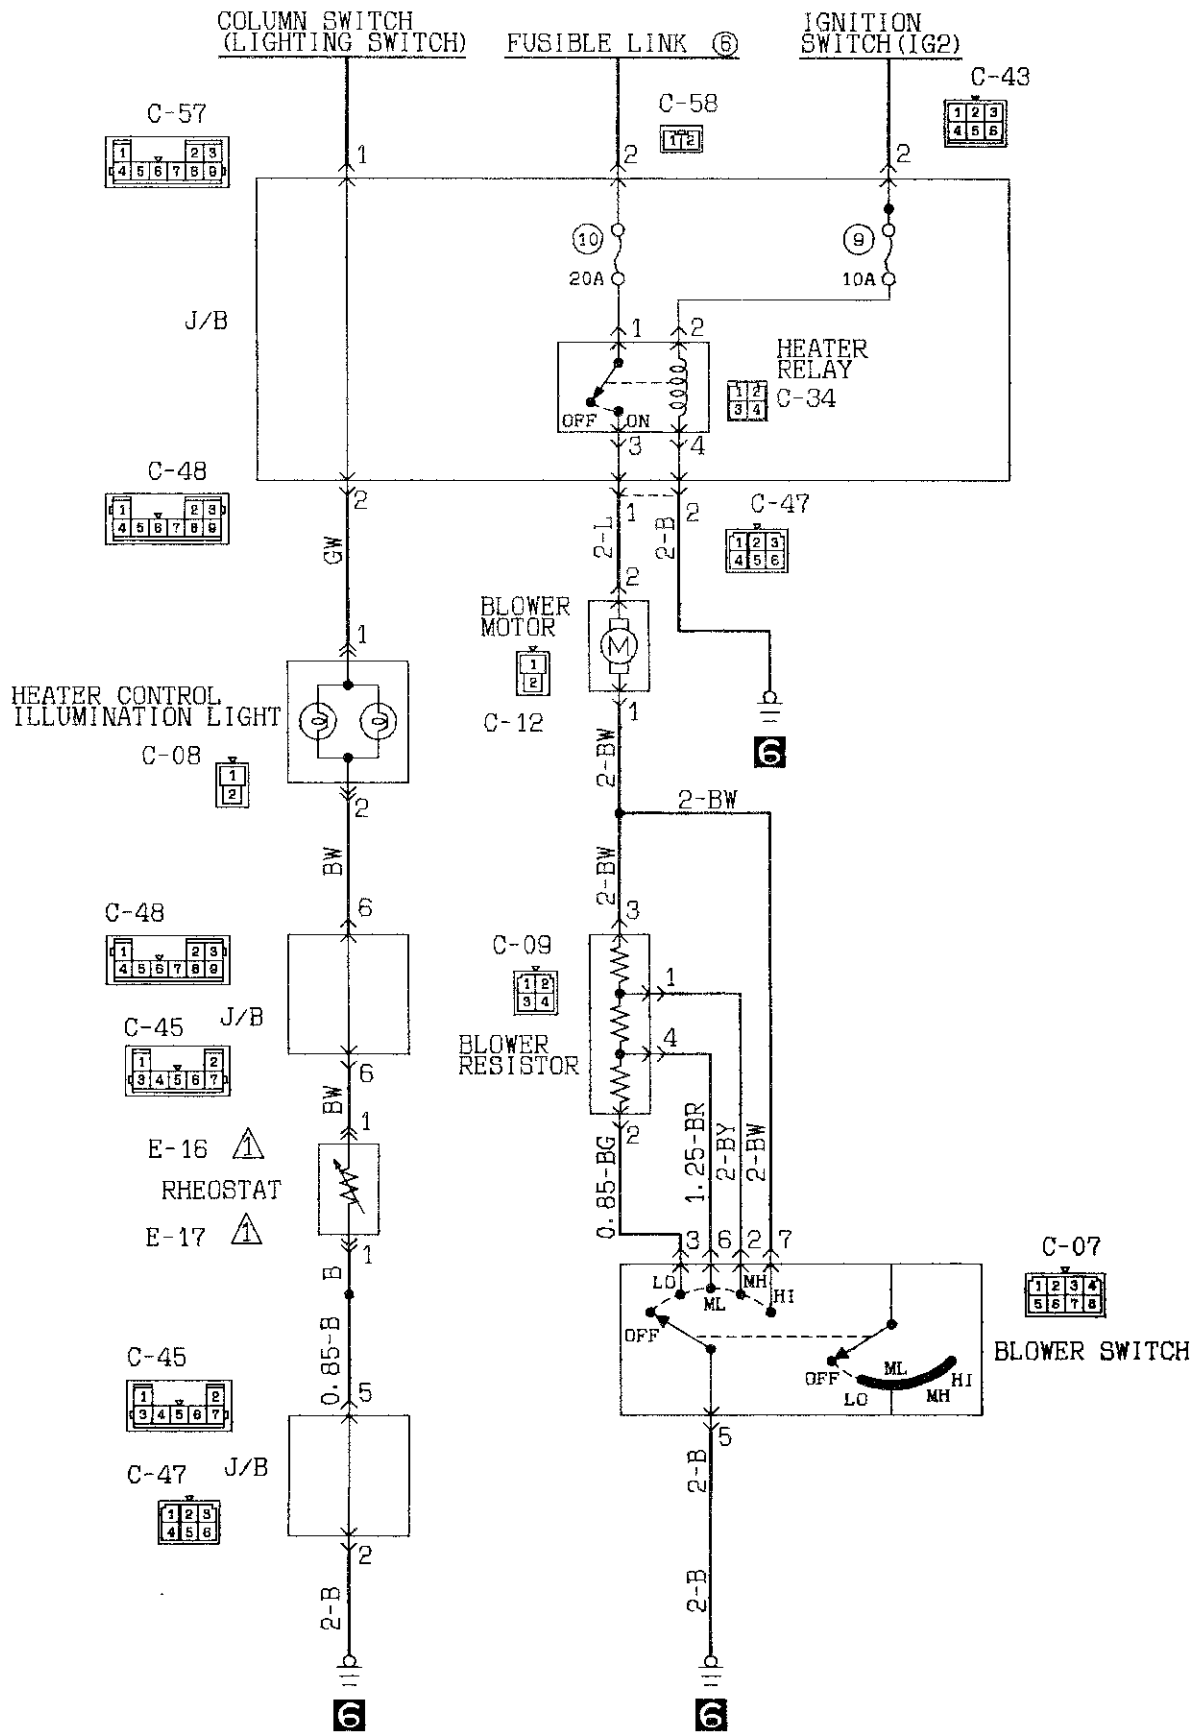 COLUMN SWITCH
(LIGHTING SWITCH)
FUSIBLE LINK ⑥
IGNITION
SWITCH(IG2)
C-57
1 2 3
4 5 6 7 8 9
1
C-58
1 2
2
C-43
1 2 3
4 5 6
2
J/B
⑩
20A
⑨
10A
1
2
OFF
ON
HEATER
RELAY
C-34
1 2
3 4
3
4
C-48
1 2 3
4 5 6 7 8 9
2
1
2
C-47
1 2 3
4 5 6
GW
2-L
2-B
2
BLOWER
MOTOR
M
1
2
C-12
1
1
HEATER CONTROL
ILLUMINATION LIGHT
C-08
1
2
2
6
2-BW
2-BW
BW
2-BW
6
3
C-48
1 2 3
4 5 6 7 8 9
J/B
C-45
1 2
3 4 5 6 7
6
C-09
1 2
3 4
BLOWER
RESISTOR
1
4
2
BW
1
E-16 1
RHEOSTAT
E-17 1
1
0.85-BG
1.25-BR
2-BY
2-BW
3 6 2 7
B
0.85-B
LO
ML
MH
HI
OFF
OFF
LO
ML
MH
HI
C-07
1 2 3 4
5 6 7 8
BLOWER SWITCH
C-45
1 2
3 4 5 6 7
5
5
C-47
1 2 3
4 5 6
J/B
2
2-B
2-B
2-B
6
6